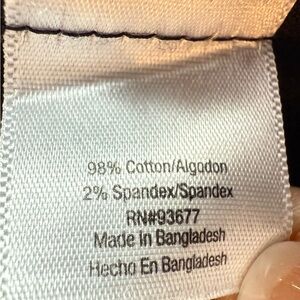 98% Cotton/Algodon
2% Spandex/Spandex
RN#93677
Made In Bangladesh
Hecho En Bangladesh